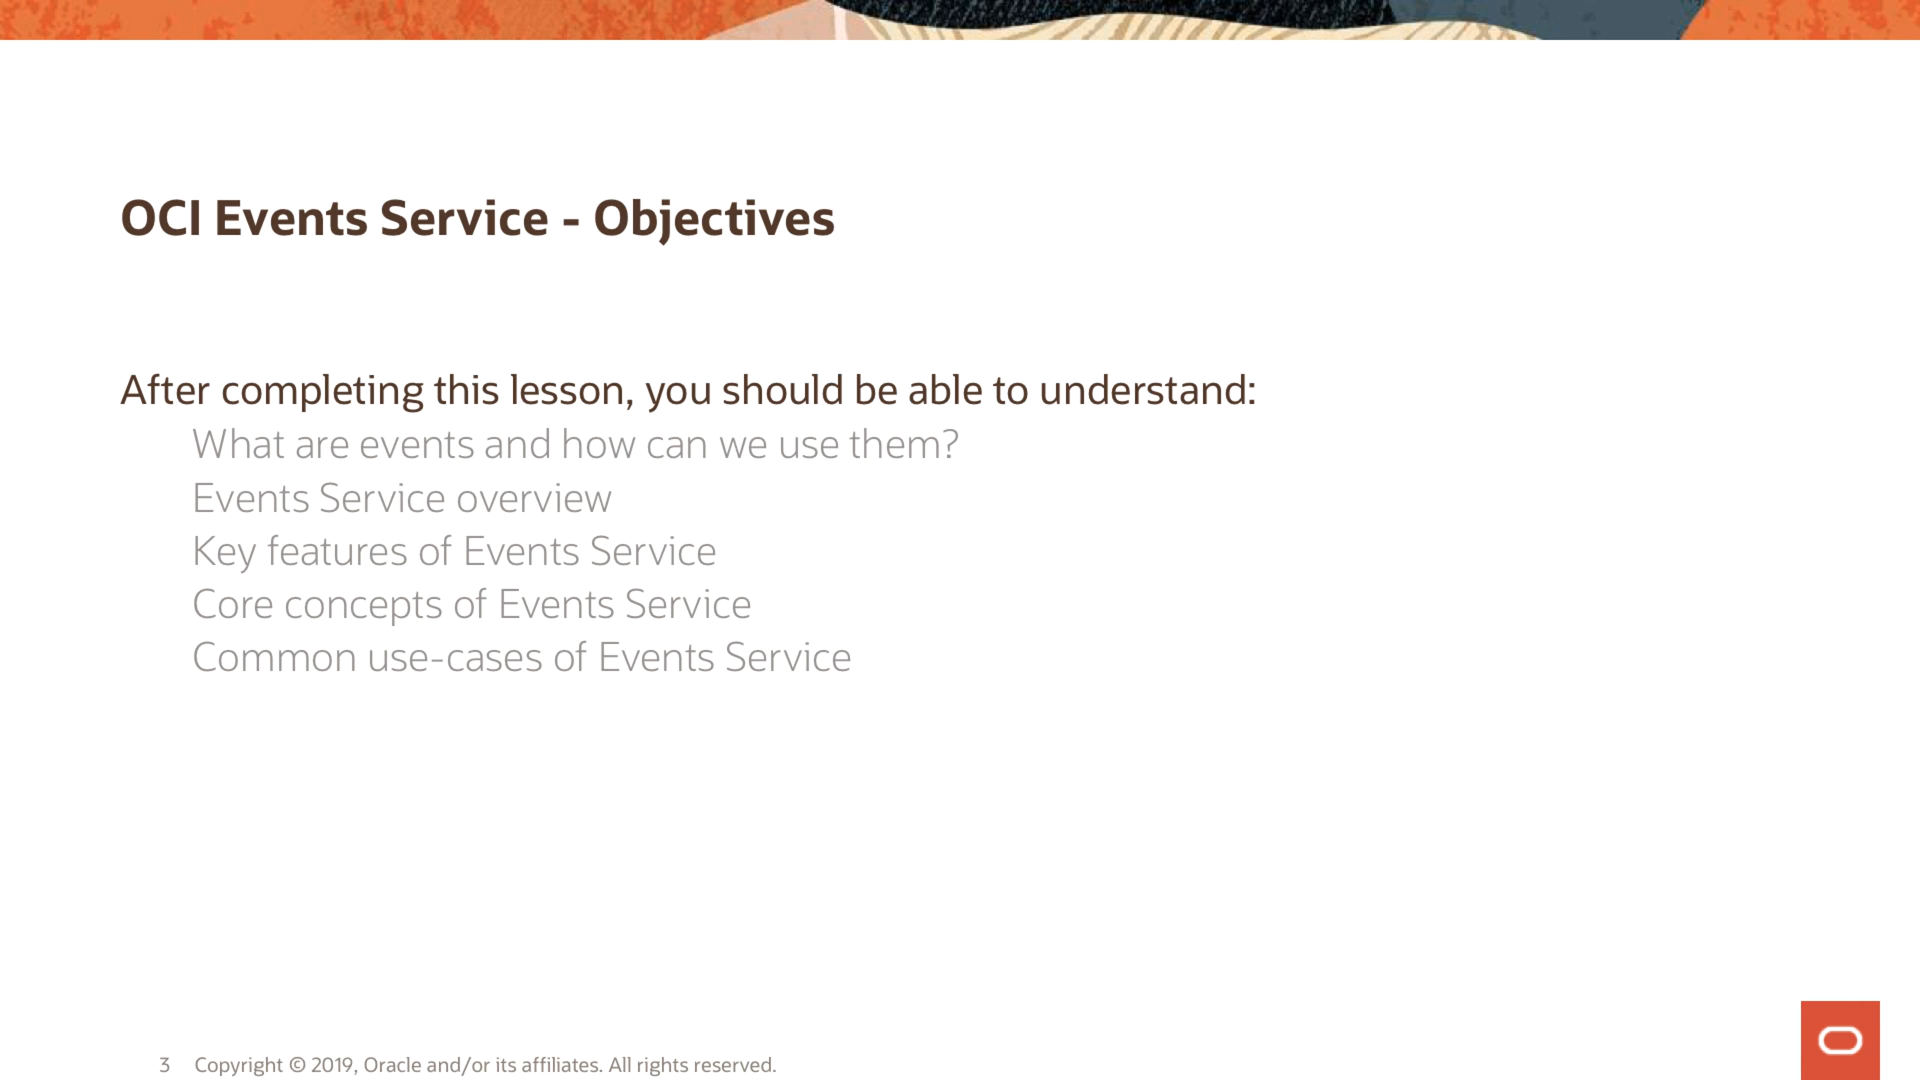 OCI Events Service - Objectives
After completing this lesson, you should be able to understand:
What are events and how can we use them?
Events Service overview
Key features of Events Service
Core concepts of Events Service
Common use-cases of Events Service
3 Copyright © 2019, Oracle and/or its affiliates. All rights reserved.